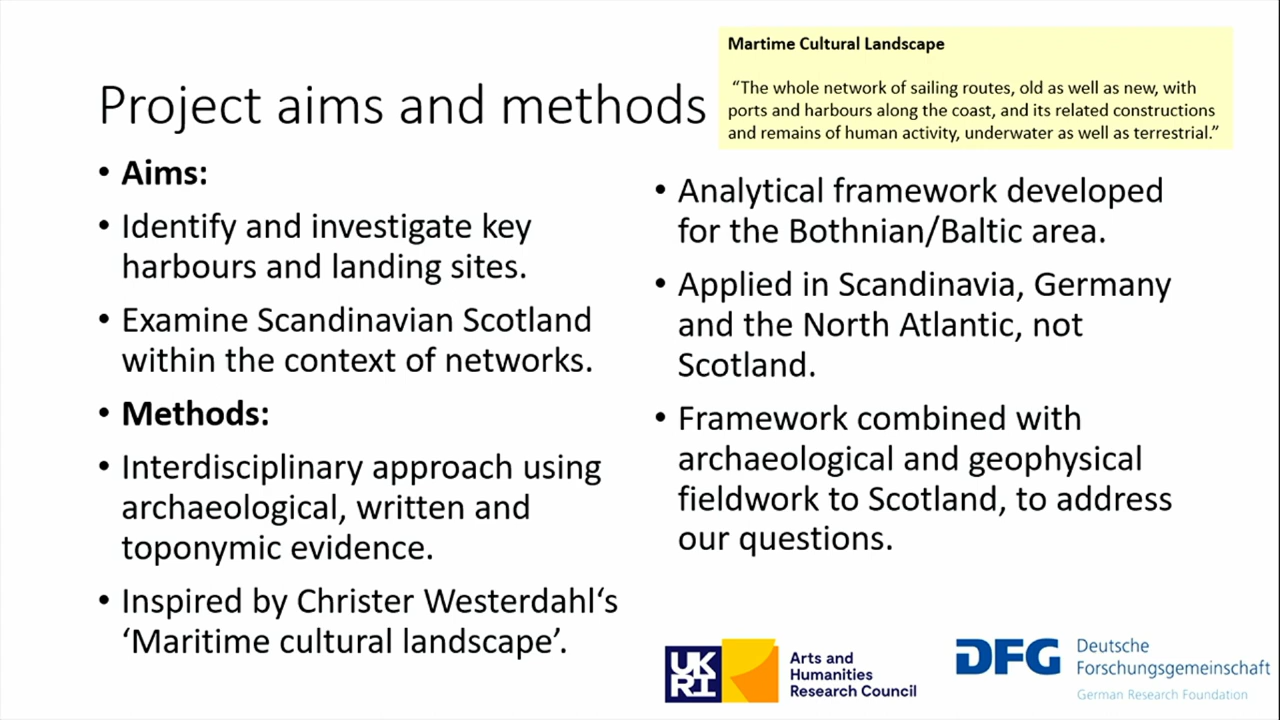 Project aims and methods
Martime Cultural Landscape
“The whole network of sailing routes, old as well as new, with
ports and harbours along the coast, and its related constructions
and remains of human activity, underwater as well as terrestrial.”
• Aims:
• Identify and investigate key
harbours and landing sites.
• Examine Scandinavian Scotland
within the context of networks.
• Methods:
• Interdisciplinary approach using
archaeological, written and
toponymic evidence.
• Inspired by Christer Westerdahl‘s
‘Maritime cultural landscape’.
• Analytical framework developed
for the Bothnian/Baltic area.
• Applied in Scandinavia, Germany
and the North Atlantic, not
Scotland.
• Framework combined with
archaeological and geophysical
fieldwork to Scotland, to address
our questions.
UK
RI
Arts and
Humanities
Research Council
DFG
Deutsche
Forschungsgemeinschaft
German Research Foundation